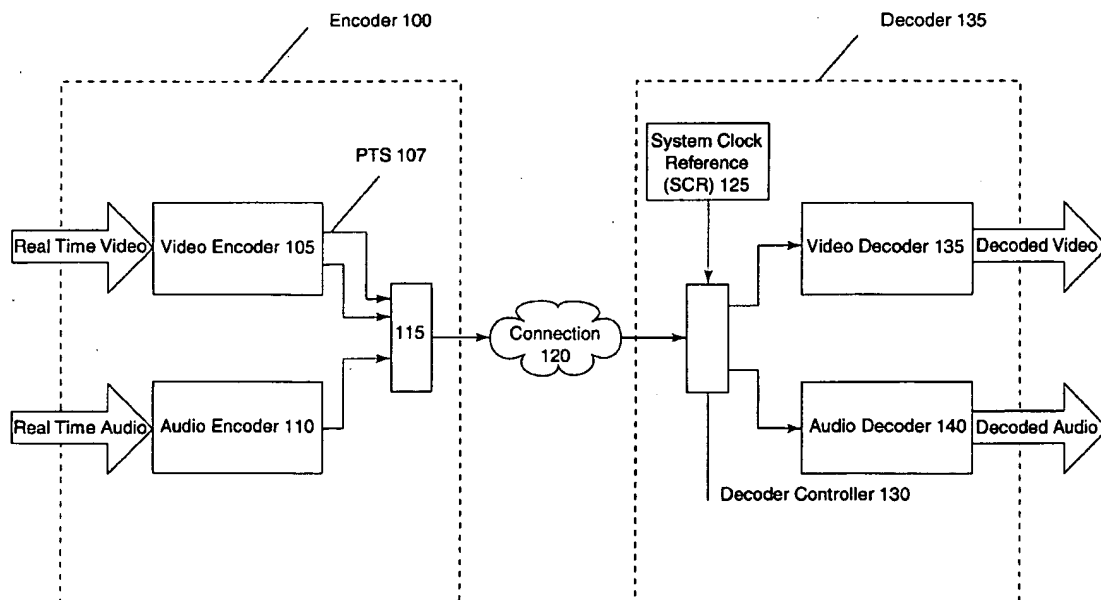 Encoder 100
Decoder 135
PTS 107
System Clock
Reference
(SCR) 125
Real Time Video
Video Encoder 105
Video Decoder 135
Decoded Video
115
Connection
120
Real Time Audio
Audio Encoder 110
Audio Decoder 140
Decoded Audio
Decoder Controller 130